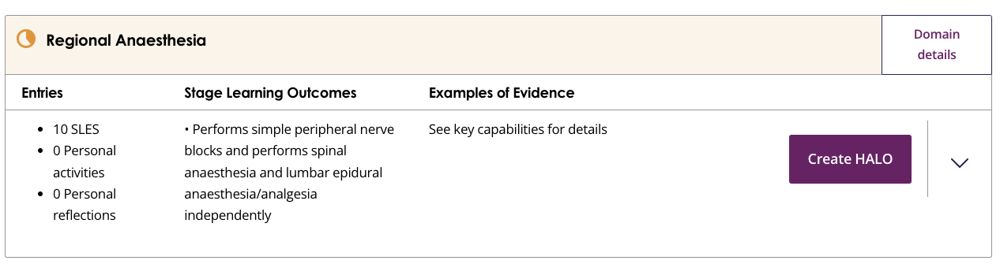 Regional Anaesthesia
Domain
details
Entries
Stage Learning Outcomes
Examples of Evidence
• 10 SLES
• 0 Personal
activities
• 0 Personal
reflections
• Performs simple peripheral nerve
blocks and performs spinal
anaesthesia and lumbar epidural
anaesthesia/analgesia
independently
See key capabilities for details
Create HALO